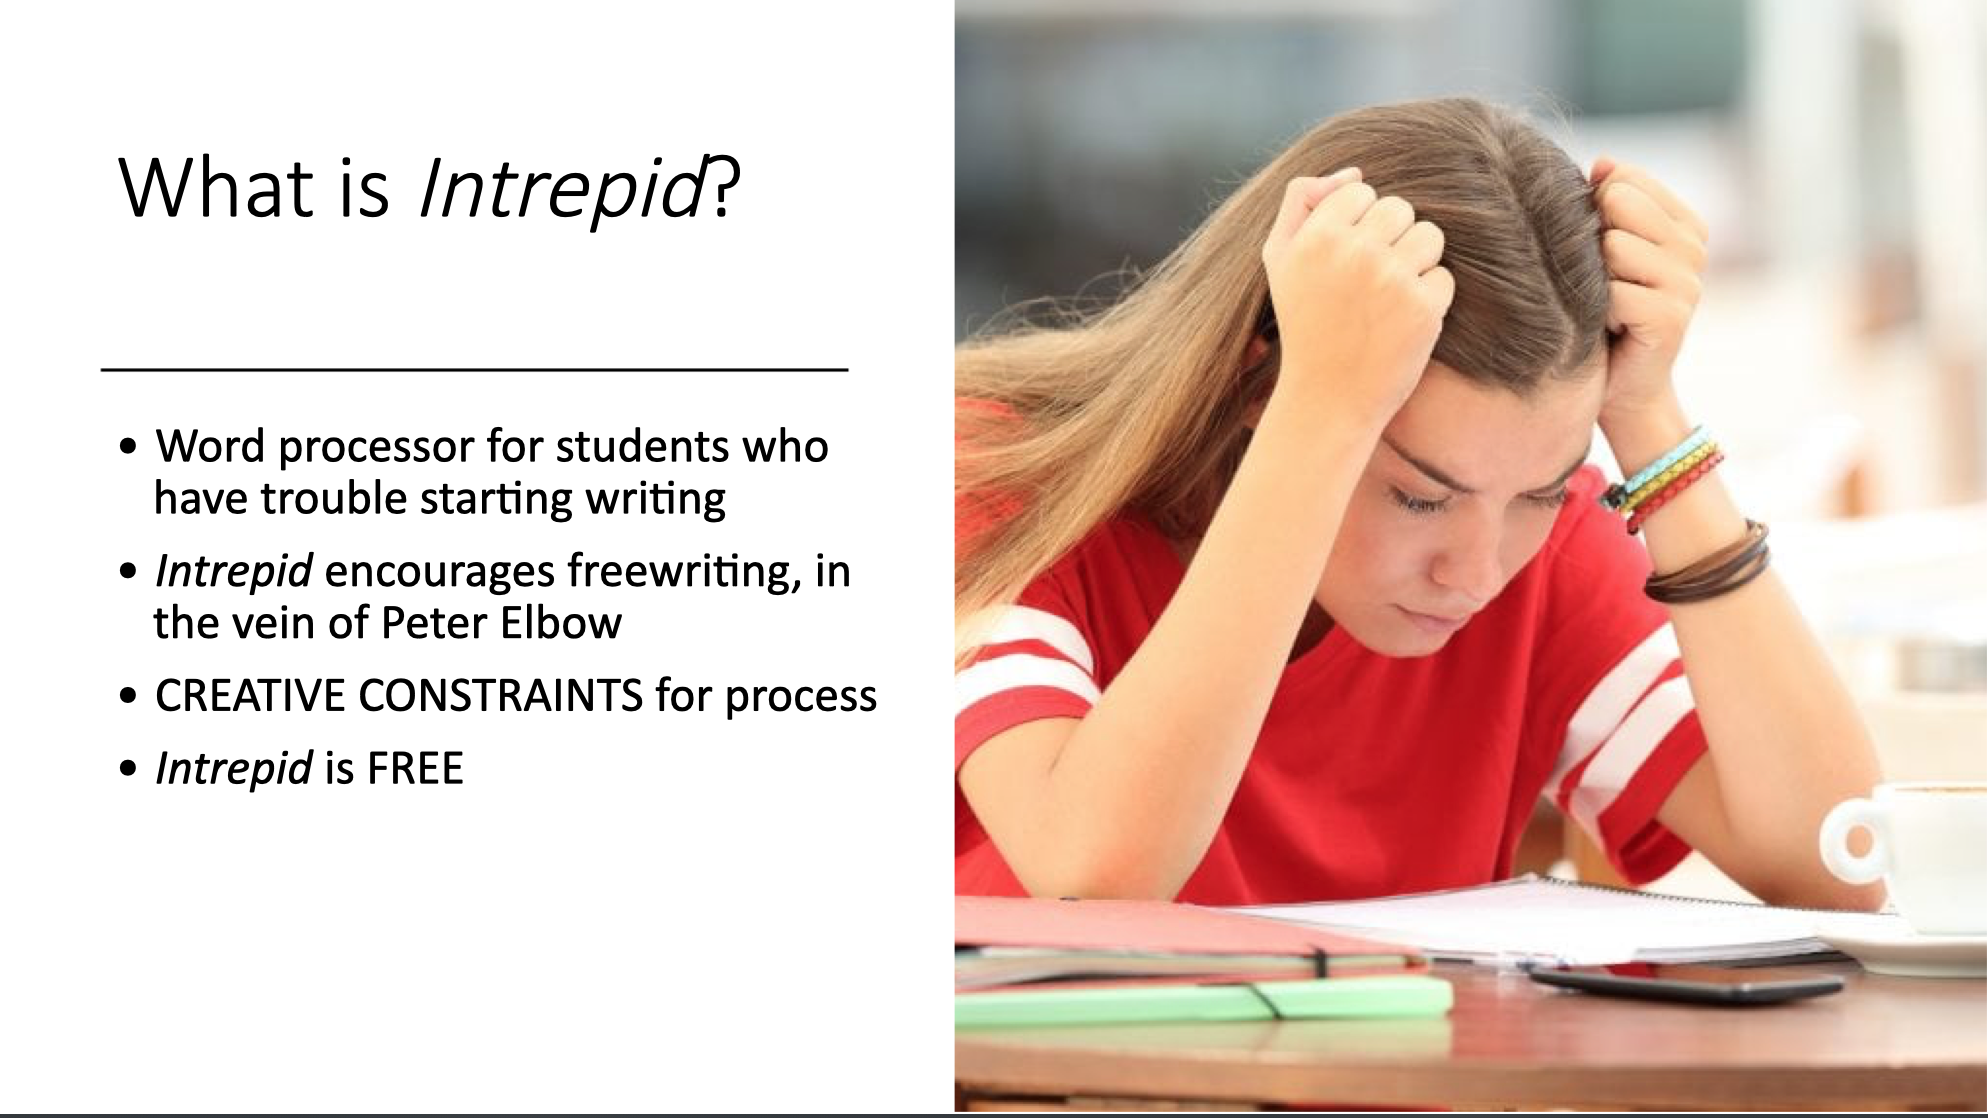 What is Intrepid?
• Word processor for students who
have trouble starting writing
• Intrepid encourages freewriting, in
the vein of Peter Elbow
• CREATIVE CONSTRAINTS for process
• Intrepid is FREE